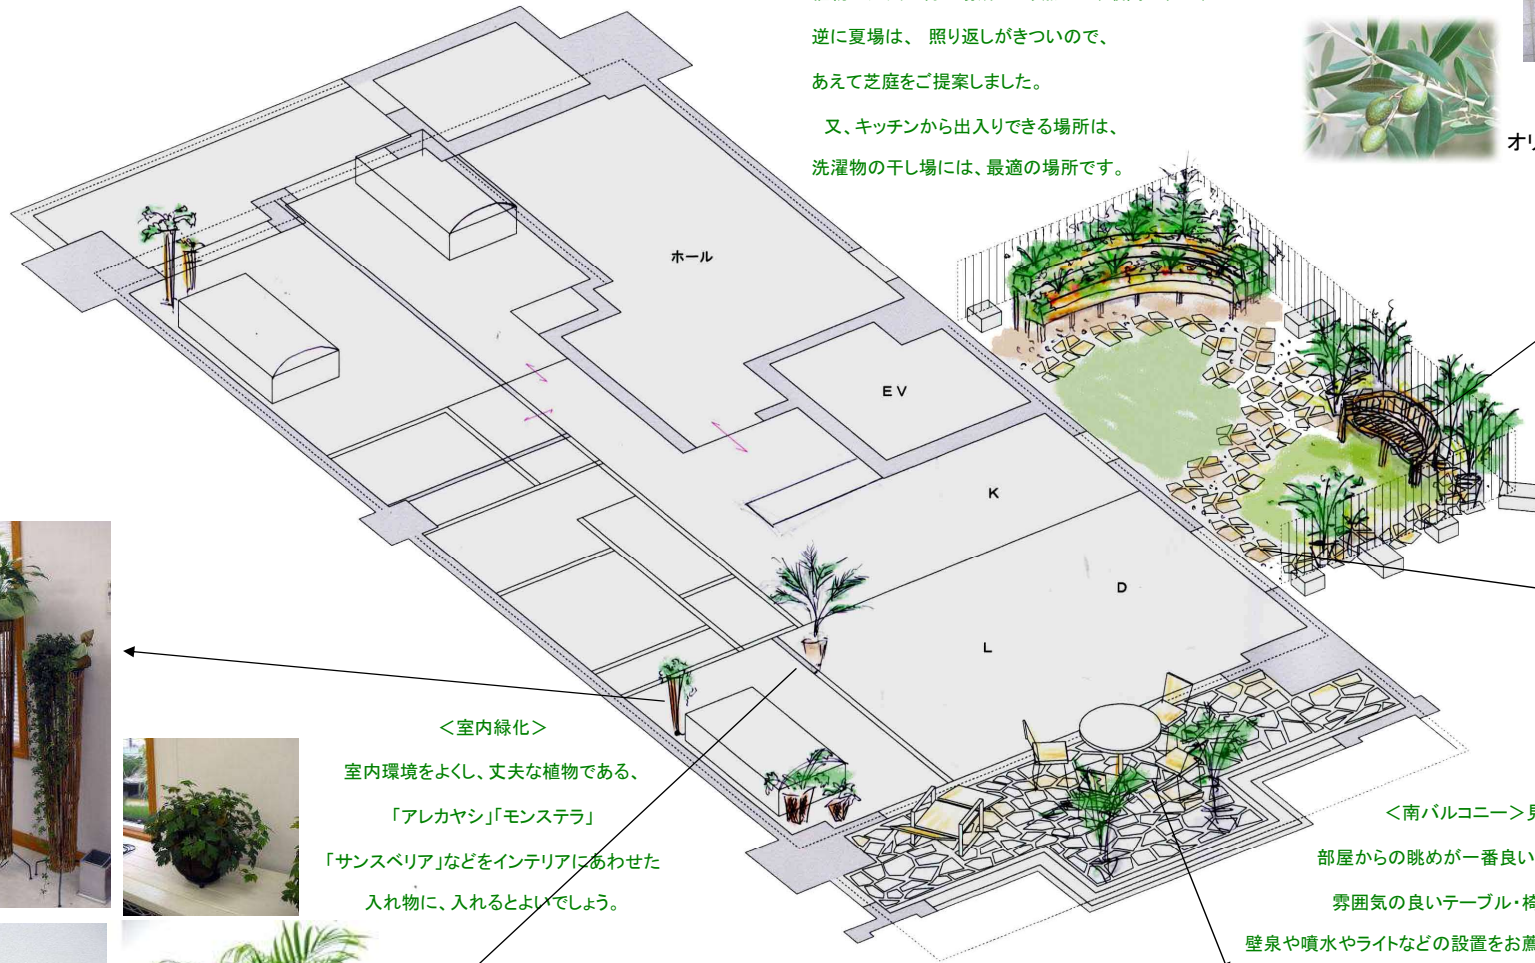 逆に夏場は、 照り返しがきついので、
あえて芝庭をご提案しました。
又、キッチンから出入りできる場所は、
洗濯物の干し場には、最適の場所です。
オリ
ホール
EV
K
D
L
＜室内緑化＞
室内環境をよくし、丈夫な植物である、
「アレカヤシ」「モンステラ」
「サンスベリア」などをインテリアにあわせた
入れ物に、入れるとよいでしょう。
＜南バルコニー＞見
部屋からの眺めが一番良い
雰囲気の良いテーブル・椅
壁泉や噴水やライトなどの設置をお薦